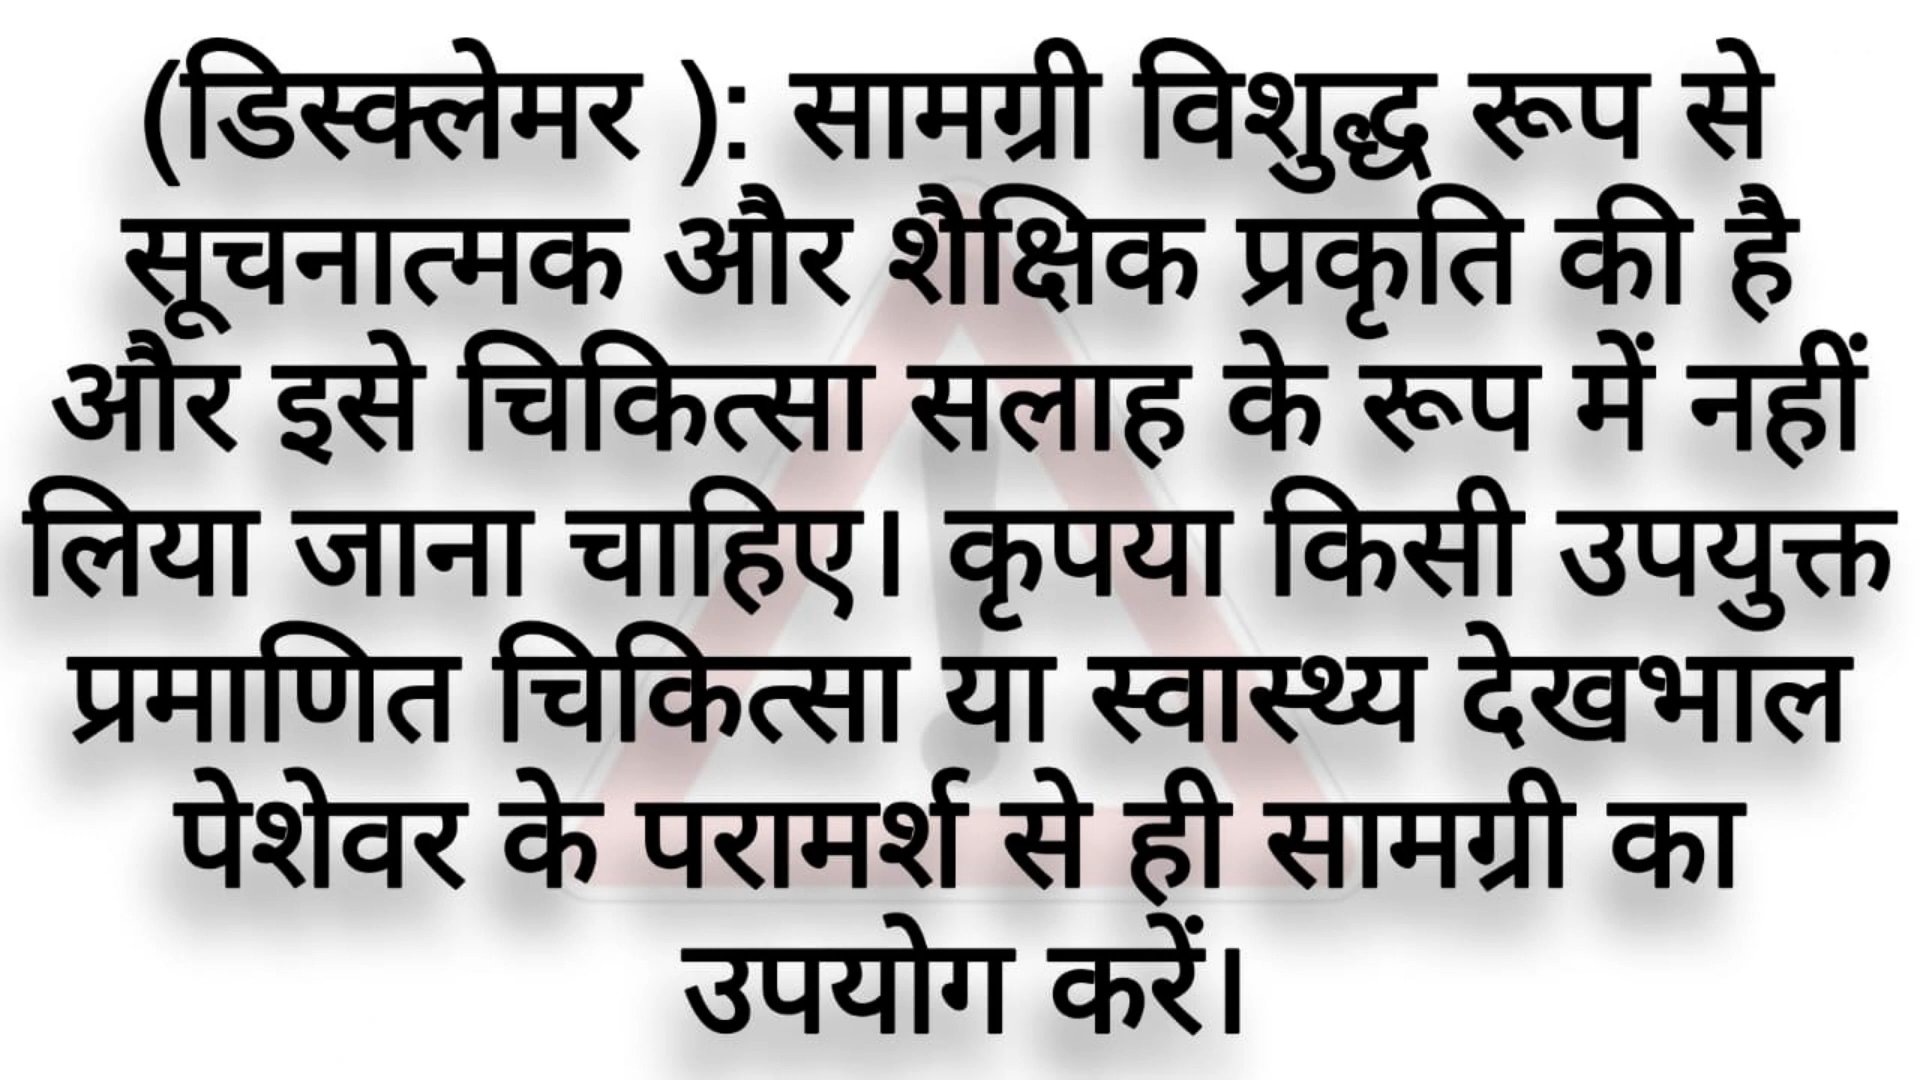 (डिस्क्लेमर ): सामग्री विशुद्ध रूप से
सूचनात्मक और शैक्षिक प्रकृति की है
और इसे चिकित्सा सलाह के रूप में नहीं
लिया जाना चाहिए। कृपया किसी उपयुक्त
प्रमाणित चिकित्सा या स्वास्थ्य देखभाल
पेशेवर के परामर्श से ही सामग्री का
उपयोग करें।